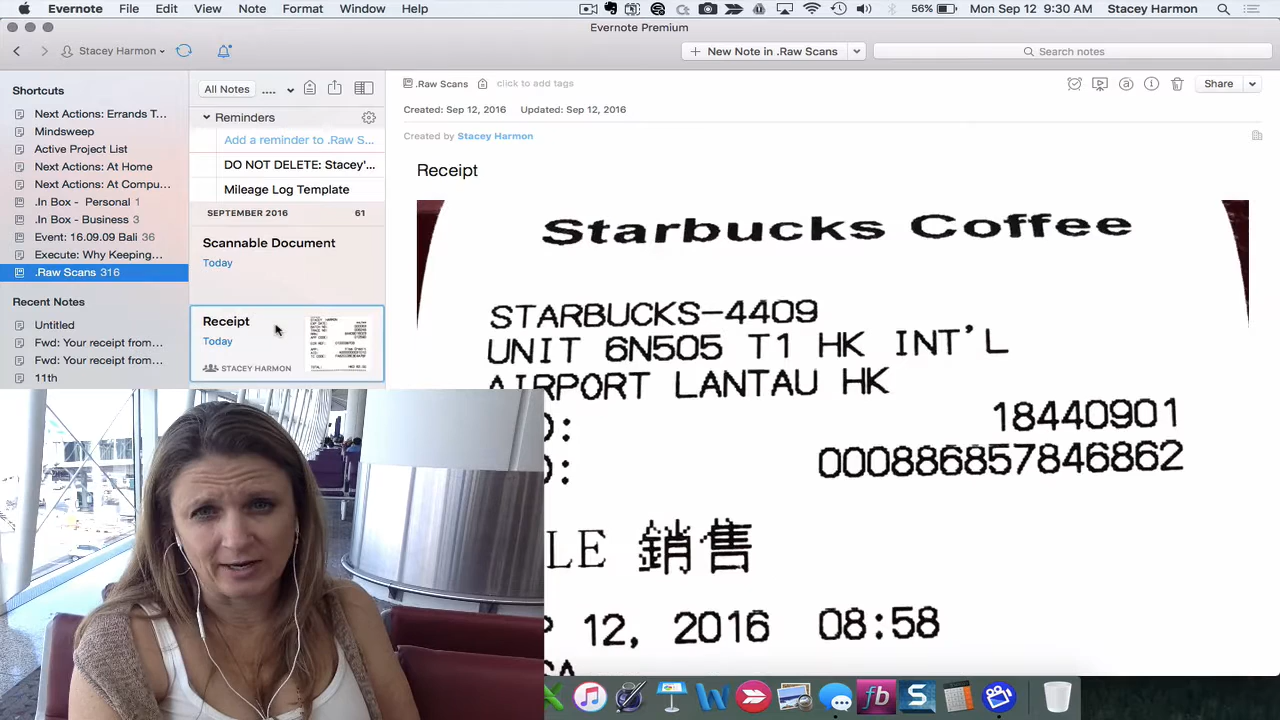 Evernote File Edit View Note Format Window Help 56% Mon Sep 12 9:30 AM Stacey Harmon
Evernote Premium
Stacey Harmon New Note in .Raw Scans Search notes
Shortcuts
Next Actions: Errands T...
Mindsweep
Active Project List
Next Actions: At Home
Next Actions: At Compu...
.In Box - Personal 1
.In Box - Business 3
Event: 16.09.09 Bali 36
Execute: Why Keeping...
.Raw Scans 316
Recent Notes
Untitled
Fwd: Your receipt from...
Fwd: Your receipt from...
11th
All Notes ....
Reminders
Add a reminder to .Raw S...
DO NOT DELETE: Stacey'...
Mileage Log Template
SEPTEMBER 2016 61
Scannable Document
Today
Receipt
Today
STACEY HARMON
.Raw Scans click to add tags Share
Created: Sep 12, 2016 Updated: Sep 12, 2016
Created by Stacey Harmon
Receipt
Starbucks Coffee
STARBUCKS-4409
UNIT 6N505 T1 HK INT'L
AIRPORT LANTAU HK
D: 18440901
D: 000886857846862
LE 銷售
P 12, 2016 08:58
SA